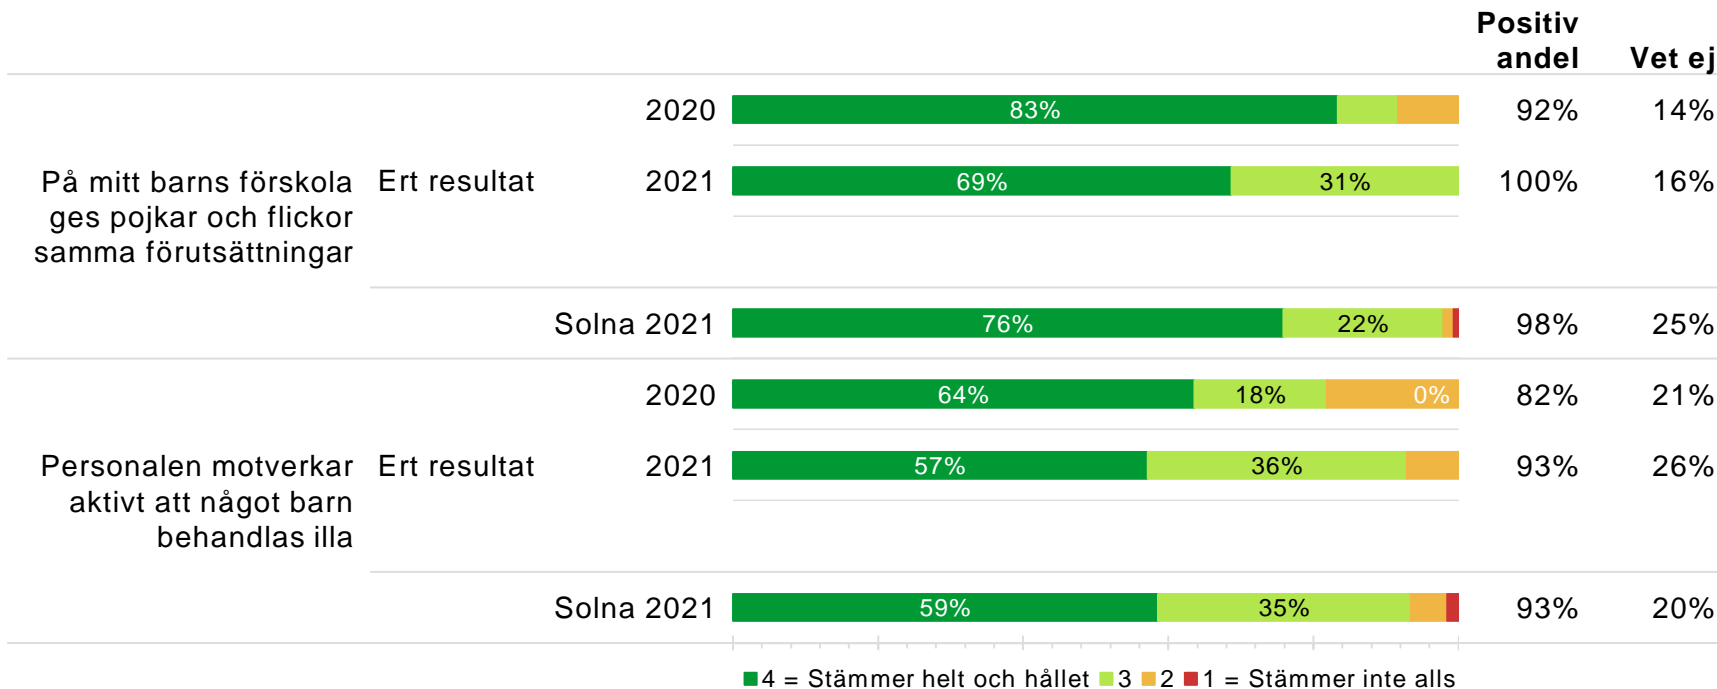 Positiv
andel Vet ej
2020 83% 92% 14%
På mitt barns förskola
ges pojkar och flickor
samma förutsättningar
Ert resultat 2021 69% 31% 100% 16%
Solna 2021 76% 22% 98% 25%
2020 64% 18% 0% 82% 21%
Personalen motverkar
aktivt att något barn
behandlas illa
Ert resultat 2021 57% 36% 93% 26%
Solna 2021 59% 35% 93% 20%
4 = Stämmer helt och hållet 3 2 1 = Stämmer inte alls